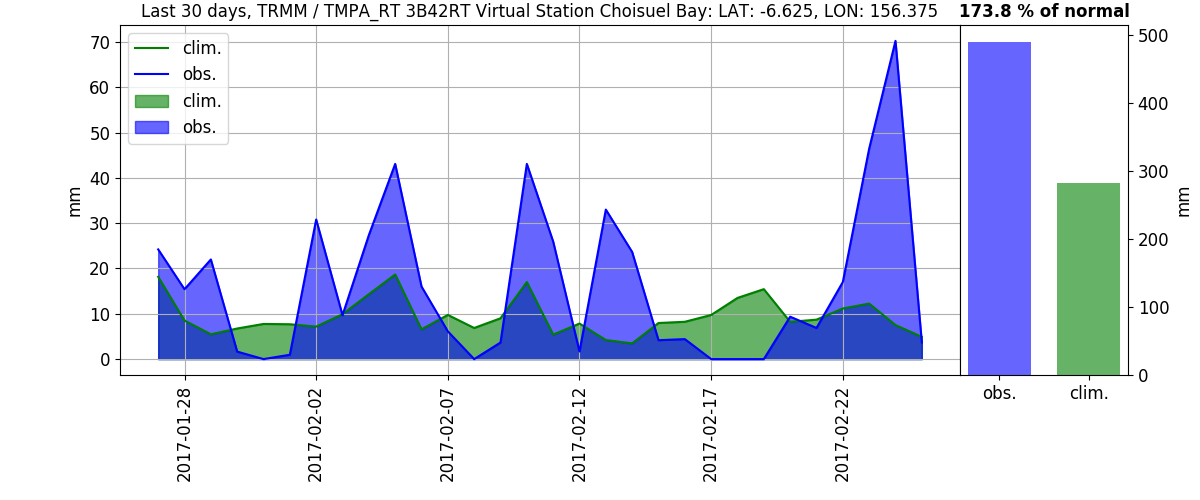 Last 30 days, TRMM / TMPA_RT 3B42RT Virtual Station Choisuel Bay: LAT: -6.625, LON: 156.375
173.8 % of normal
clim.
obs.
clim.
obs.
mm
70
60
50
40
30
20
10
0
2017-01-28
2017-02-02
2017-02-07
2017-02-12
2017-02-17
2017-02-22
500
400
300
200
100
0
mm
obs.
clim.